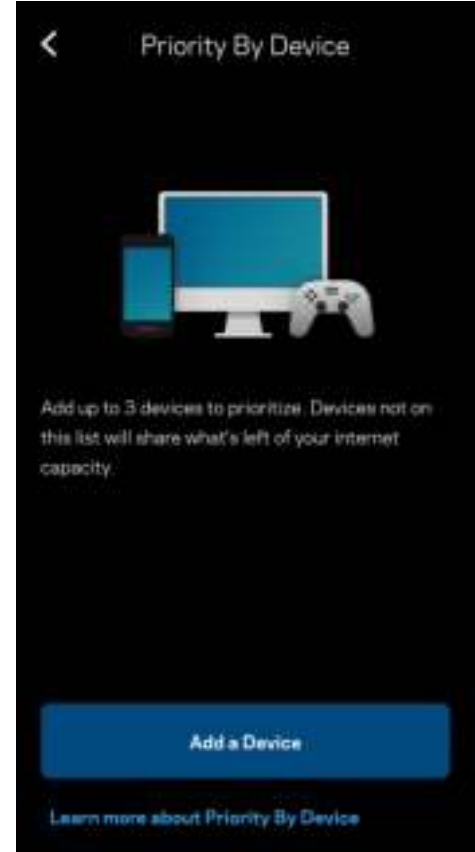 Priority By Device
Add up to 3 devices to prioritize. Devices not on
this list will share what's left of your internet
capacity.
Add a Device
Learn more about Priority By Device